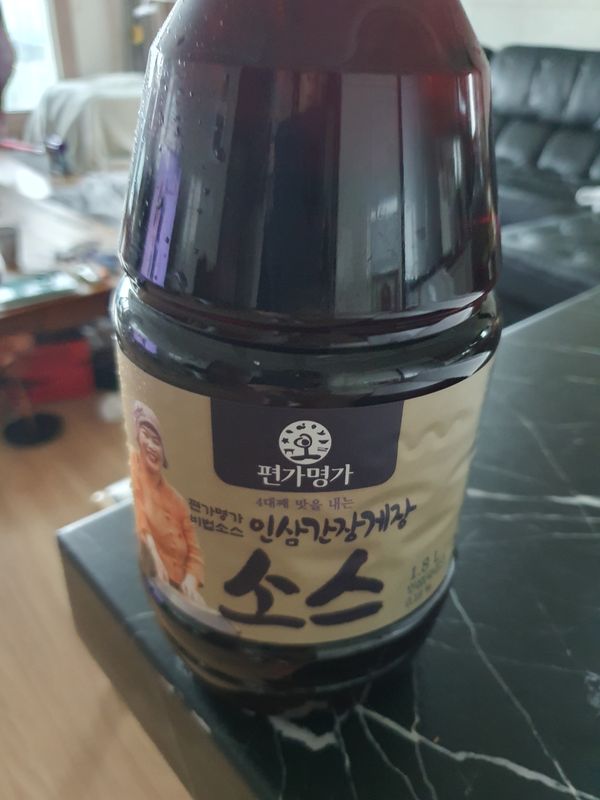 편가명가
4대째 맛을 내는
편가명가
비법소스
인삼간장게장
소스
1.8 L